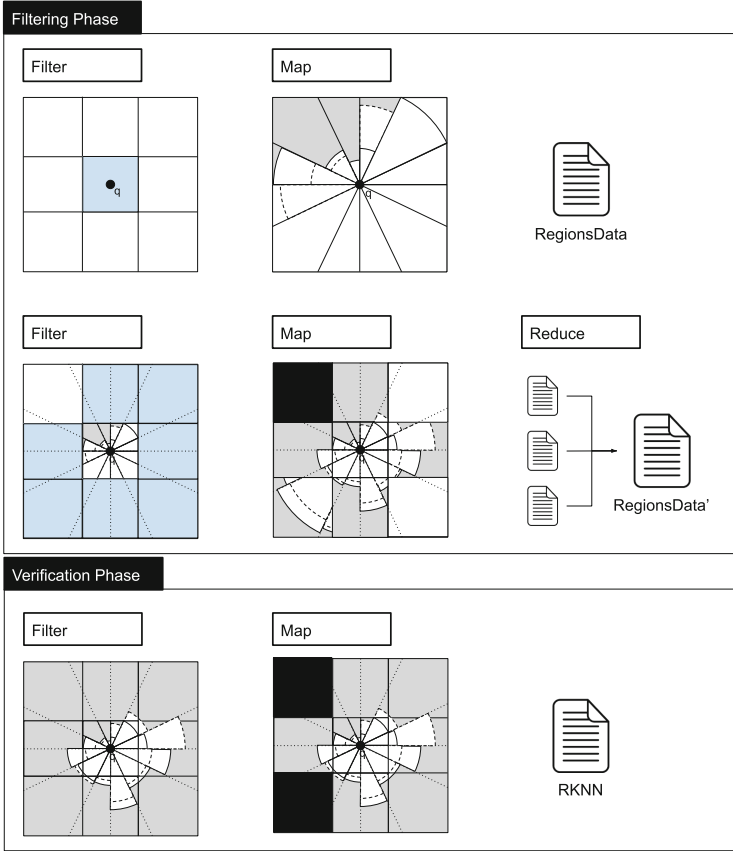 Filtering Phase
Filter
Map
q
q
RegionsData
Filter
Map
Reduce
q
q
RegionsData’
Verification Phase
Filter
Map
q
q
RKNN